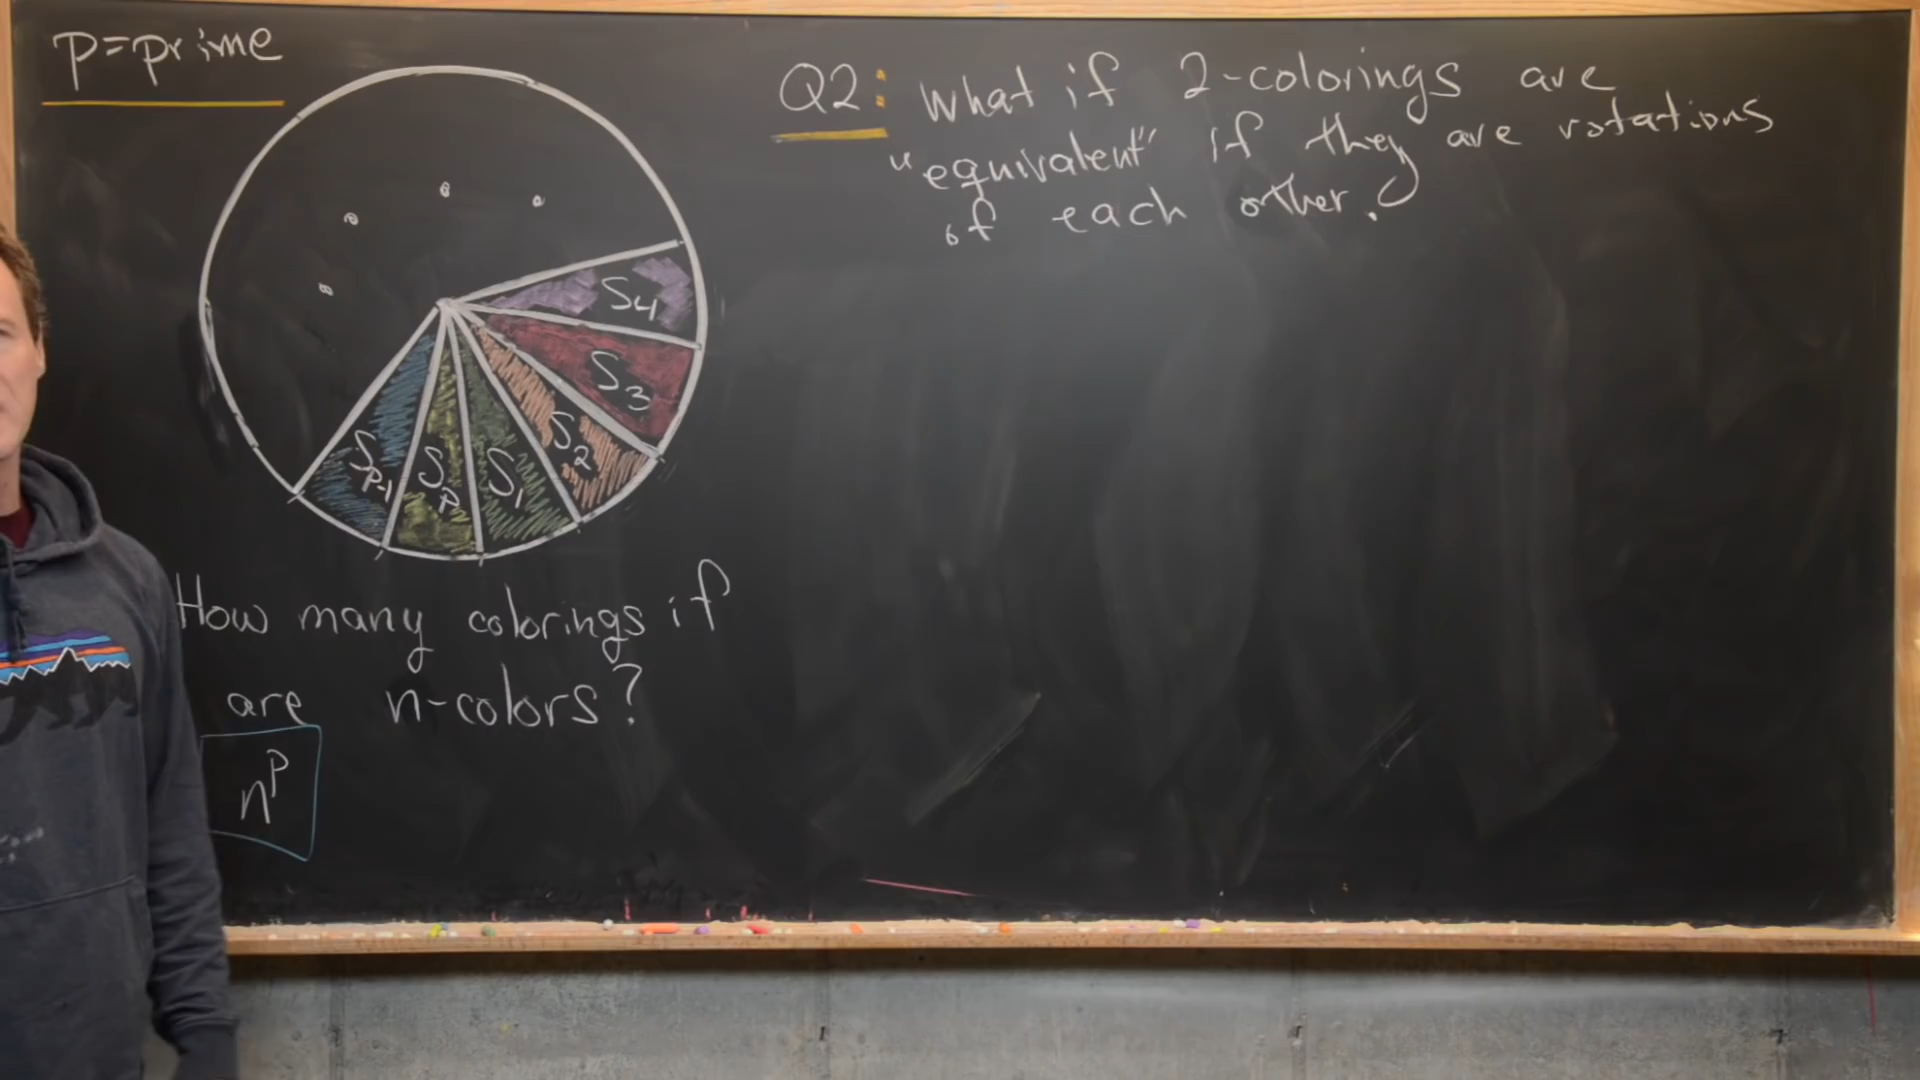 p=prime
S4
S3
S2
S1
Sp
Sp-1
How many colorings if
are n-colors?
n^p
Q2: What if 2-colorings are
"equivalent" if they are rotations
of each other.